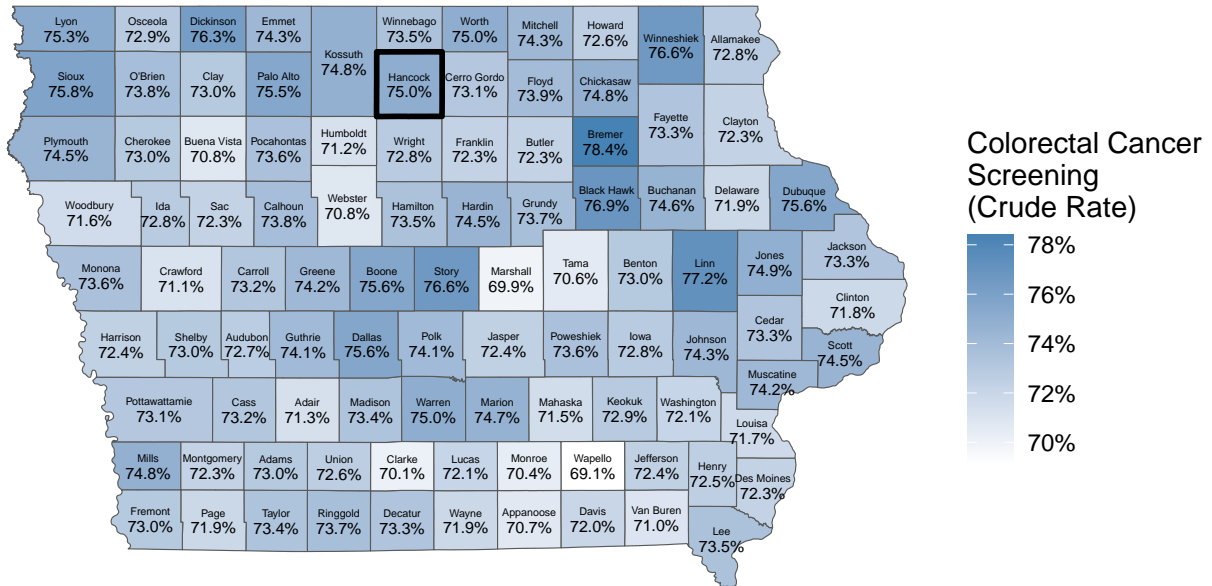 Lyon
75.3%
Osceola
72.9%
Dickinson
76.3%
Emmet
74.3%
Kossuth
74.8%
Winnebago
73.5%
Worth
75.0%
Mitchell
74.3%
Howard
72.6%
Winneshiek
76.6%
Allamakee
72.8%
Sioux
75.8%
O'Brien
73.8%
Clay
73.0%
Palo Alto
75.5%
Hancock
75.0%
Cerro Gordo
73.1%
Floyd
73.9%
Chickasaw
74.8%
Fayette
73.3%
Clayton
72.3%
Plymouth
74.5%
Cherokee
73.0%
Buena Vista
70.8%
Pocahontas
73.6%
Humboldt
71.2%
Wright
72.8%
Franklin
72.3%
Butler
72.3%
Bremer
78.4%
Woodbury
71.6%
Ida
72.8%
Sac
72.3%
Calhoun
73.8%
Webster
70.8%
Hamilton
73.5%
Hardin
74.5%
Grundy
73.7%
Black Hawk
76.9%
Buchanan
74.6%
Delaware
71.9%
Dubuque
75.6%
Monona
73.6%
Crawford
71.1%
Carroll
73.2%
Greene
74.2%
Boone
75.6%
Story
76.6%
Marshall
69.9%
Tama
70.6%
Benton
73.0%
Linn
77.2%
Jones
74.9%
Jackson
73.3%
Clinton
71.8%
Harrison
72.4%
Shelby
73.0%
Audubon
72.7%
Guthrie
74.1%
Dallas
75.6%
Polk
74.1%
Jasper
72.4%
Poweshiek
73.6%
Iowa
72.8%
Johnson
74.3%
Cedar
73.3%
Scott
74.5%
Muscatine
74.2%
Pottawattamie
73.1%
Cass
73.2%
Adair
71.3%
Madison
73.4%
Warren
75.0%
Marion
74.7%
Mahaska
71.5%
Keokuk
72.9%
Washington
72.1%
Louisa
71.7%
Mills
74.8%
Montgomery
72.3%
Adams
73.0%
Union
72.6%
Clarke
70.1%
Lucas
72.1%
Monroe
70.4%
Wapello
69.1%
Jefferson
72.4%
Henry
72.5%
Des Moines
72.3%
Fremont
73.0%
Page
71.9%
Taylor
73.4%
Ringgold
73.7%
Decatur
73.3%
Wayne
71.9%
Appanoose
70.7%
Davis
72.0%
Van Buren
71.0%
Lee
73.5%
Colorectal Cancer
Screening
(Crude Rate)
78%
76%
74%
72%
70%